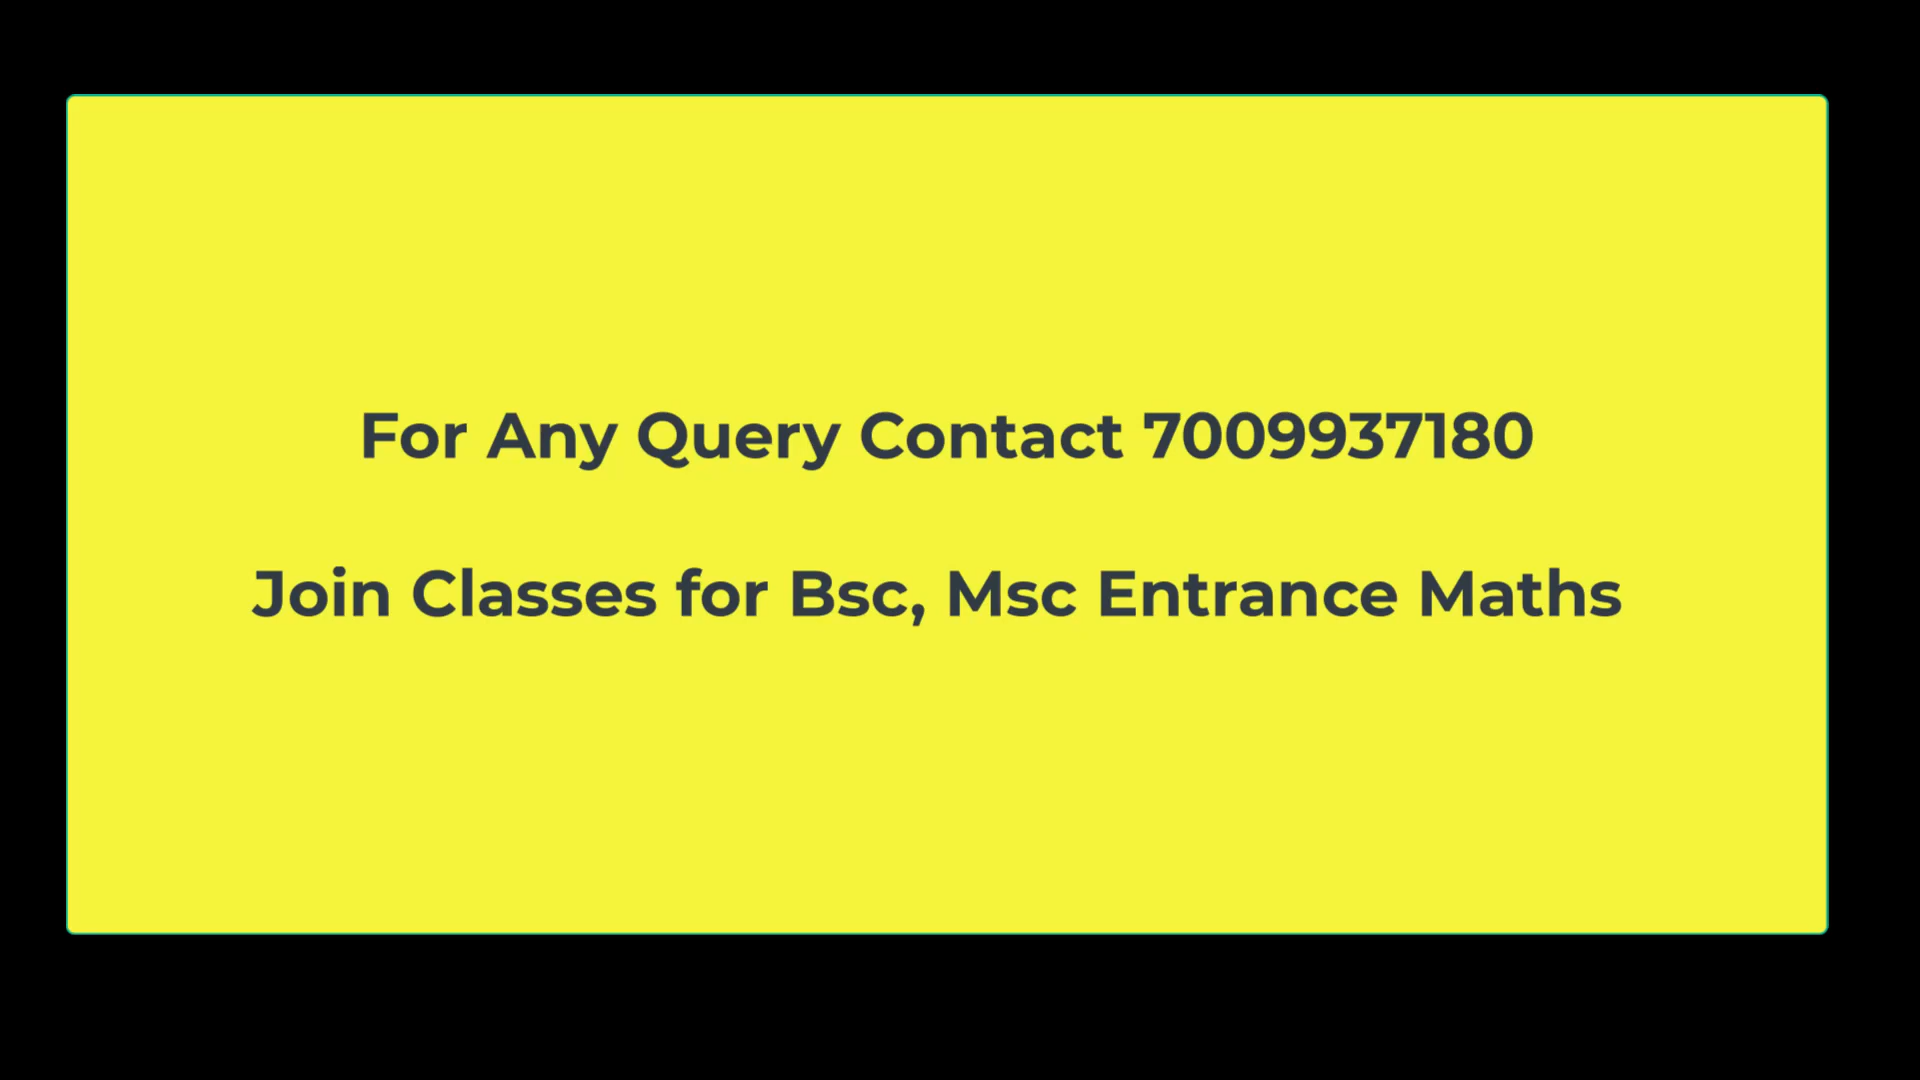 For Any Query Contact 7009937180
Join Classes for Bsc, Msc Entrance Maths